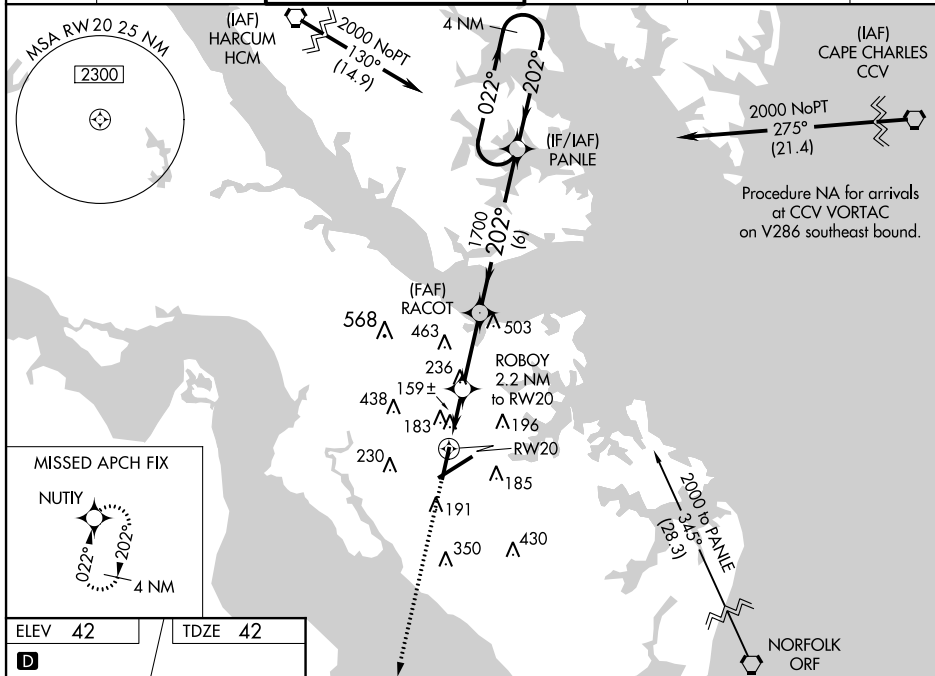 MSA RW 20 25 NM
2300
(IAF)
HARCUM
HCM
2000 NoPT
130°
(14.9)
4 NM
022°
202°
(IF/IAF)
PANLE
(IAF)
CAPE CHARLES
CCV
2000 NoPT
275°
(21.4)
Procedure NA for arrivals
at CCV VORTAC
on V286 southeast bound.
1700
202°
(6)
(FAF)
RACOT
568
463
503
236
ROBOY
2.2 NM
to RW20
159±
438
183
196
RW20
230
185
191
350
430
MISSED APCH FIX
NUTIY
022°
202°
4 NM
2000 to PANLE
345°
(28.3)
NORFOLK
ORF
ELEV 42
TDZE 42
D